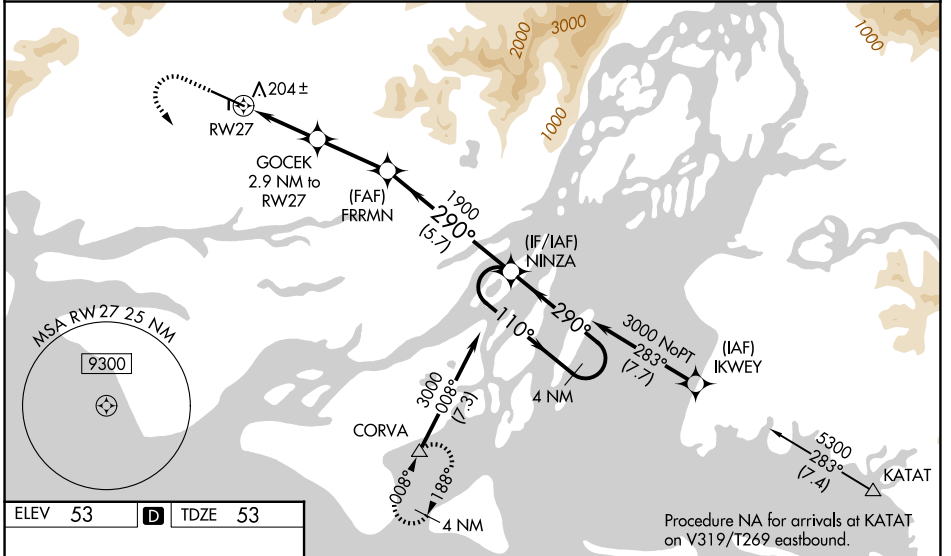 2000
3000
1000
1000
204±
RW27
GOCEK
2.9 NM to
RW27
(FAF)
FRRMN
1900
290°
(5.7)
(IF/IAF)
NINZA
110°
290°
4 NM
3000 NoPT
283°
(7.7)
(IAF)
IKWEY
MSA RW27 25 NM
9300
3000
008°
(7.3)
CORVA
008°
188°
4 NM
5300
283°
(7.4)
KATAT
Procedure NA for arrivals at KATAT
on V319/T269 eastbound.
ELEV 53 D TDZE 53